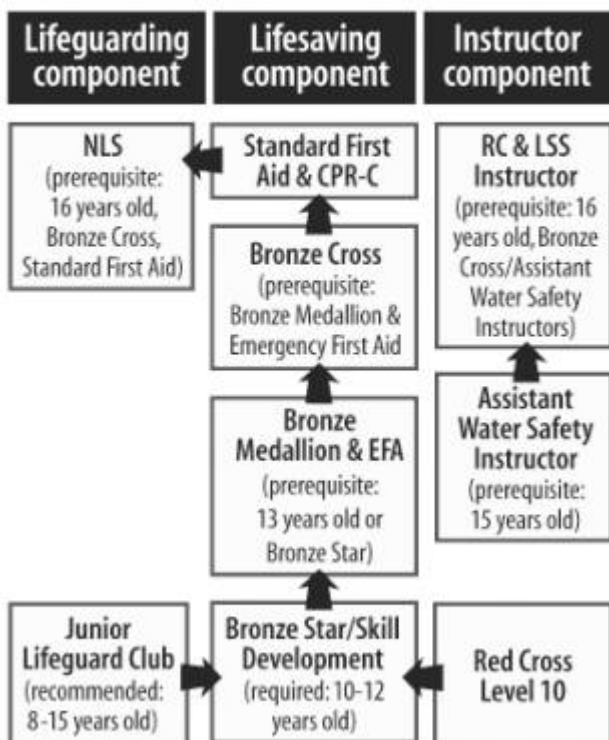 Lifeguarding
component
Lifesaving
component
Instructor
component
NLS
(prerequisite:
16 years old,
Bronze Cross,
Standard First Aid)
Standard First
Aid & CPR-C
RC & LSS
Instructor
(prerequisite: 16
years old, Bronze
Cross/Assistant
Water Safety
Instructors)
Bronze Cross
(prerequisite:
Bronze Medallion &
Emergency First Aid
Assistant
Water Safety
Instructor
(prerequisite:
15 years old)
Bronze
Medallion & EFA
(prerequisite:
13 years old or
Bronze Star)
Junior
Lifeguard Club
(recommended:
8-15 years old)
Bronze Star/Skill
Development
(required: 10-12
years old)
Red Cross
Level 10